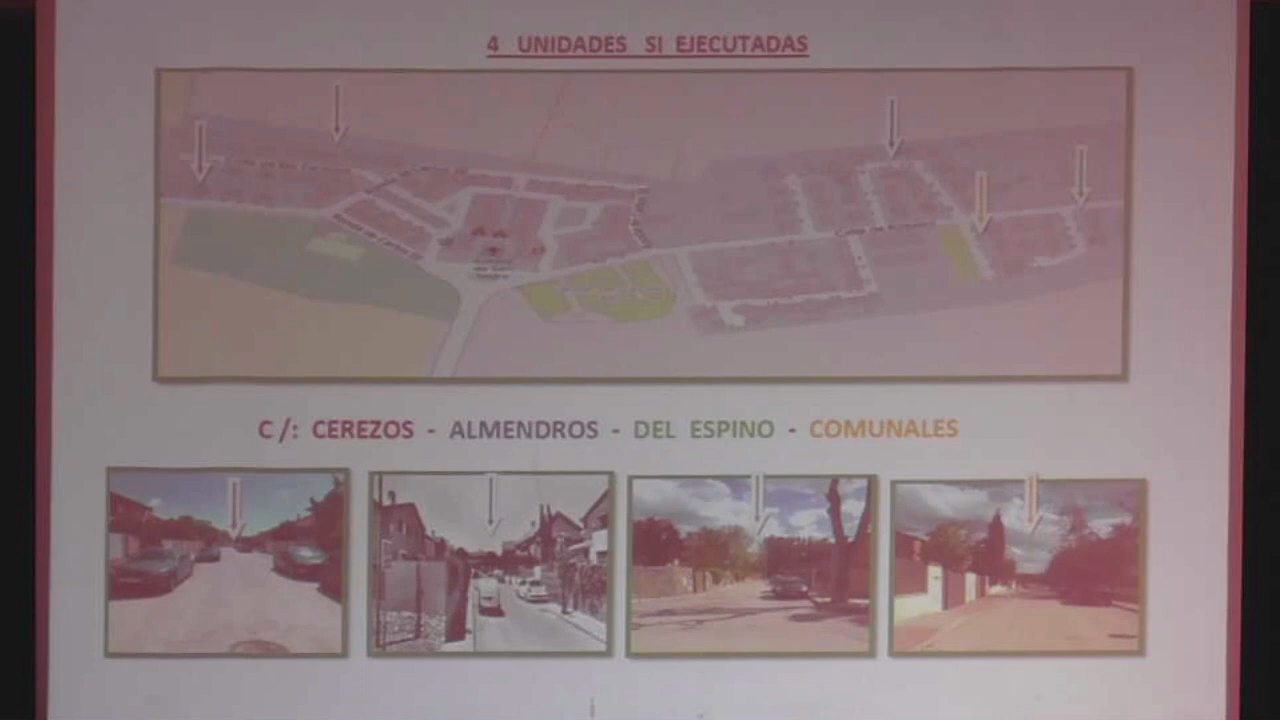 4 UNIDADES SI EJECUTADAS
C/: CEREZOS - ALMENDROS - DEL ESPINO - COMUNALES